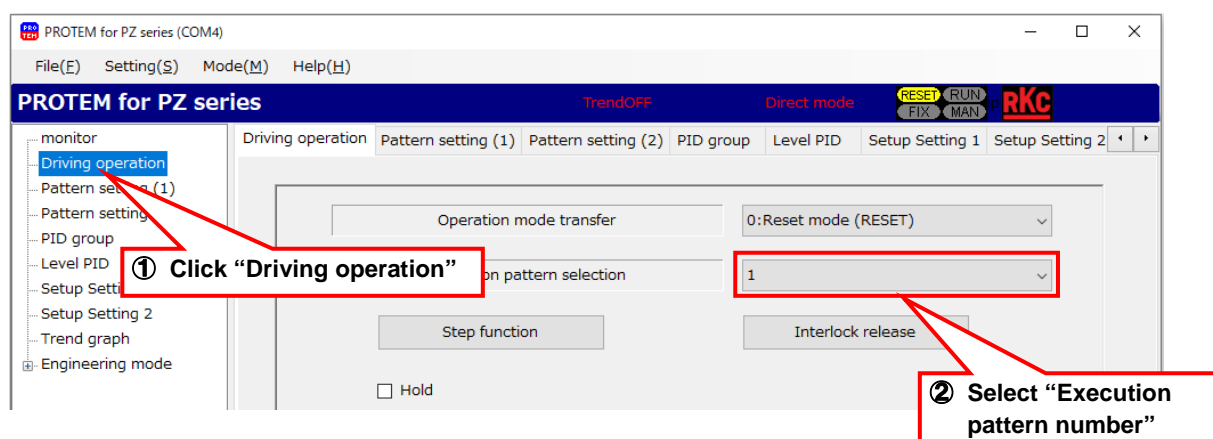 PRO
TEM
PROTEM for PZ series (COM4)
File(F) Setting(S) Mode(M) Help(H)
PROTEM for PZ series
TrendOFF
Direct mode
RESET RUN
FIX MAN
RKC
monitor
Driving operation
Pattern setting (1)
Pattern setting
PID group
Level PID
Setup Setti
Setup Setting 2
Trend graph
Engineering mode
Driving operation Pattern setting (1) Pattern setting (2) PID group Level PID Setup Setting 1 Setup Setting 2
Operation mode transfer 0:Reset mode (RESET)
on pattern selection 1
Step function Interlock release
Hold
① Click “Driving operation”
② Select “Execution
pattern number”